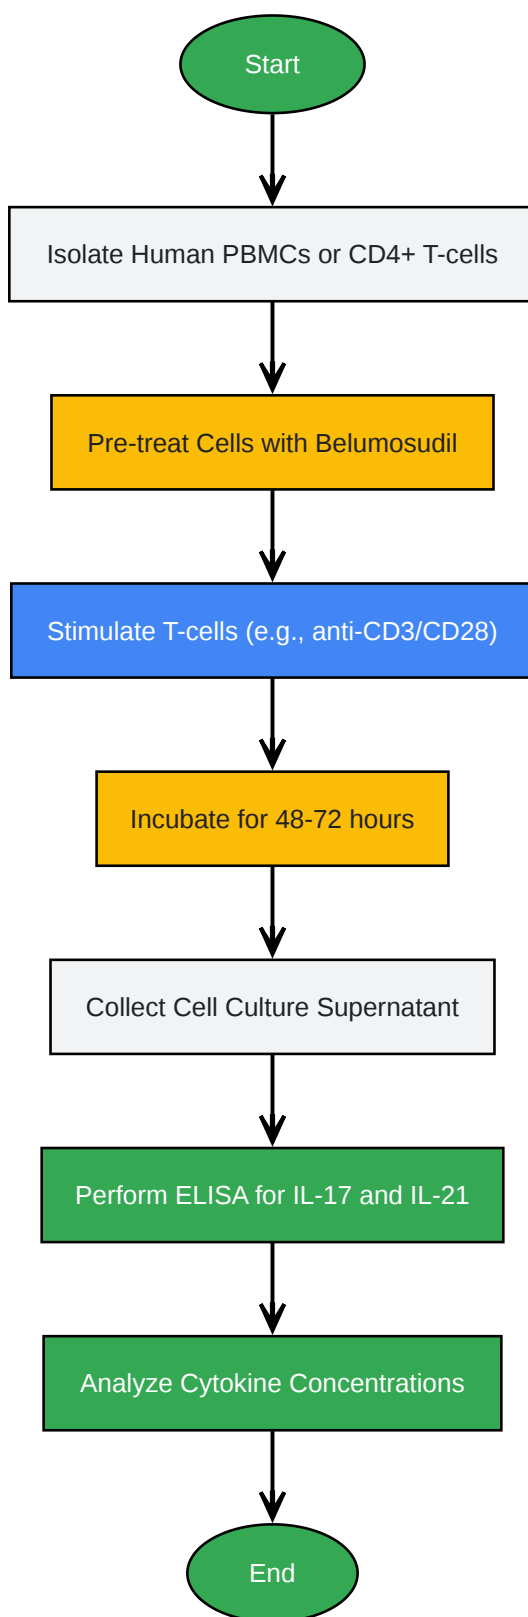 Start
Isolate Human PBMCs or CD4+ T-cells
Pre-treat Cells with Belumosudil
Stimulate T-cells (e.g., anti-CD3/CD28)
Incubate for 48-72 hours
Collect Cell Culture Supernatant
Perform ELISA for IL-17 and IL-21
Analyze Cytokine Concentrations
End